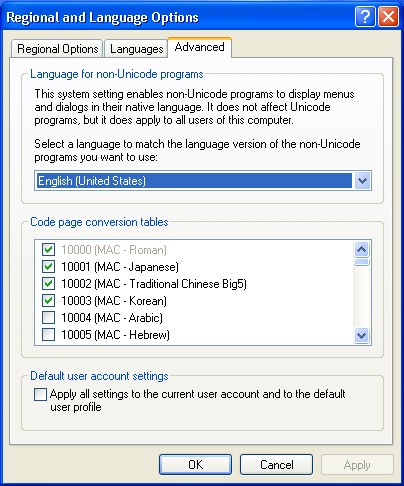 Regional and Language Options
Regional Options Languages Advanced
Language for non-Unicode programs
This system setting enables non-Unicode programs to display menus
and dialogs in their native language. It does not affect Unicode
programs, but it does apply to all users of this computer.
Select a language to match the language version of the non-Unicode
programs you want to use:
English (United States)
Code page conversion tables
10000 (MAC - Roman)
10001 (MAC - Japanese)
10002 (MAC - Traditional Chinese Big5)
10003 (MAC - Korean)
10004 (MAC - Arabic)
10005 (MAC - Hebrew)
Default user account settings
Apply all settings to the current user account and to the default
user profile
OK Cancel Apply